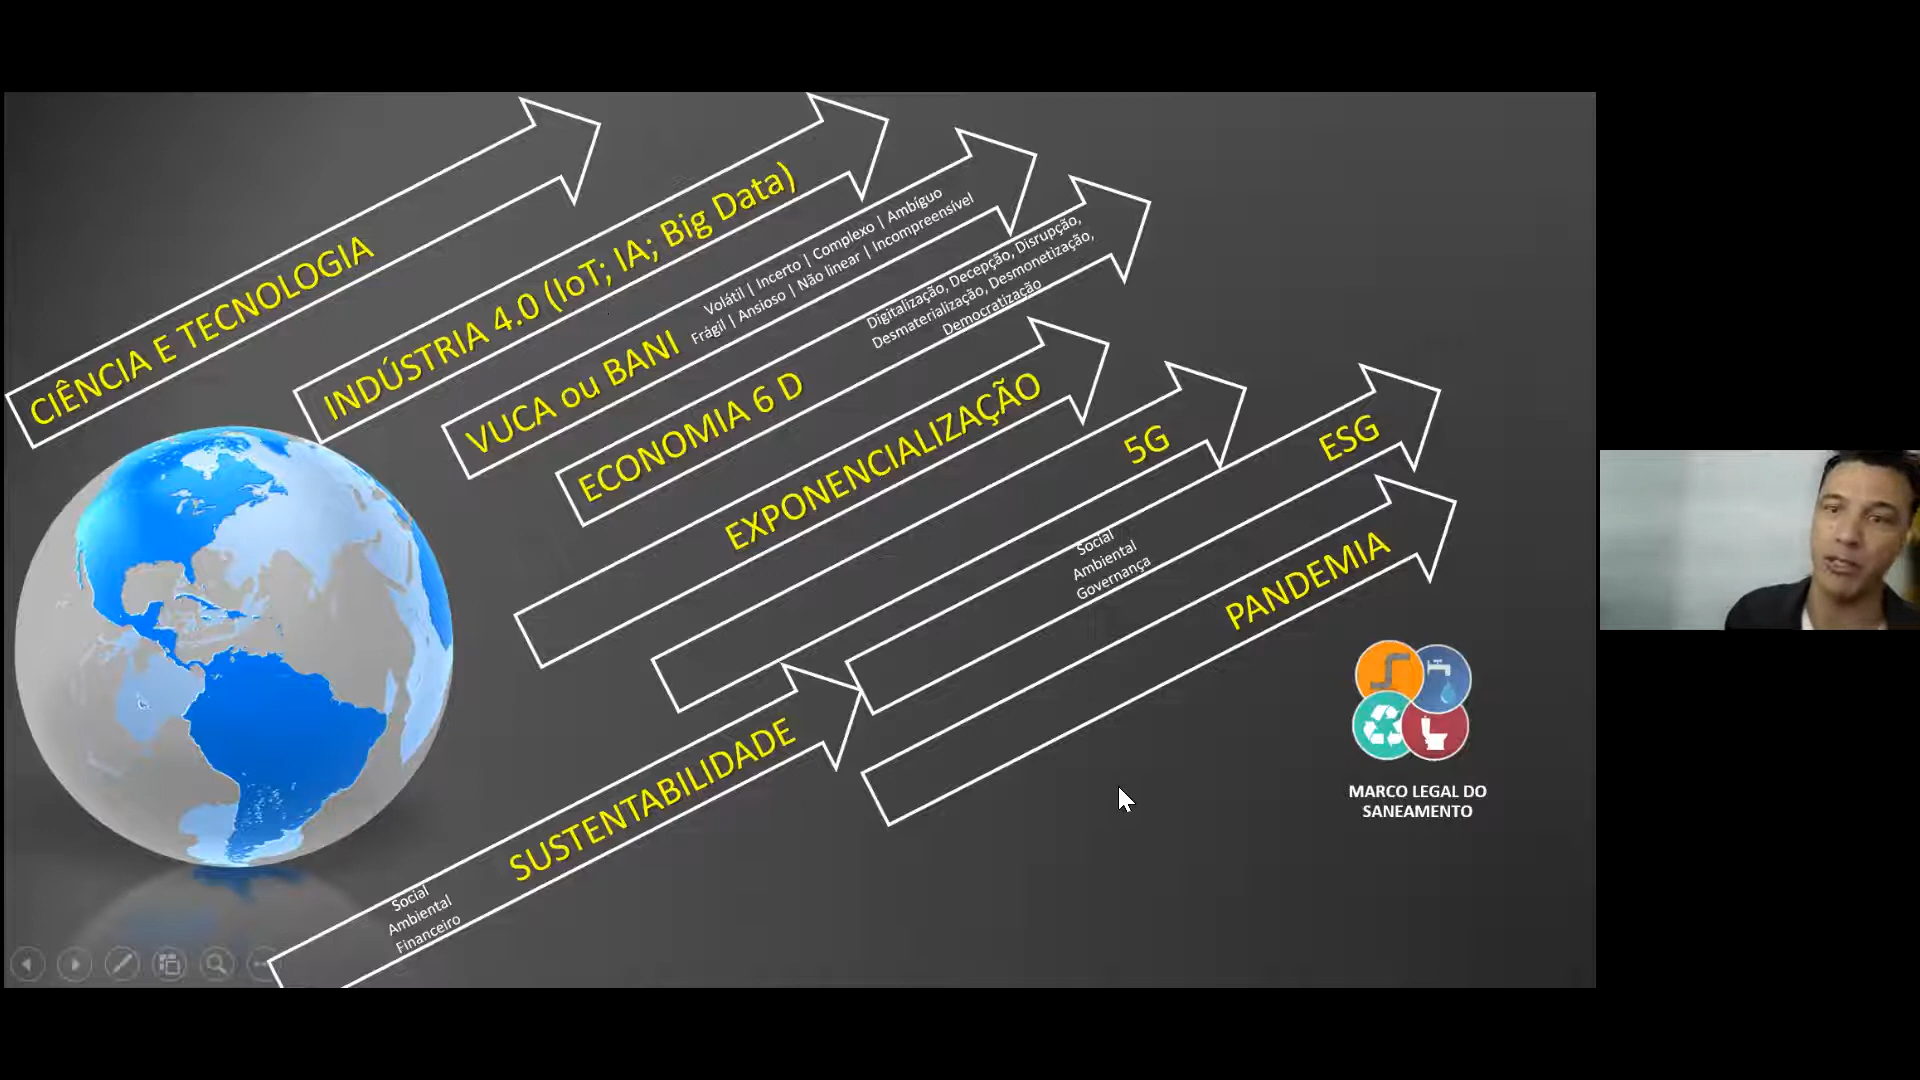 CIÊNCIA E TECNOLOGIA
INDÚSTRIA 4.0 (IoT; IA; Big Data)
VUCA ou BANI
Volátil | Incerto | Complexo | Ambíguo
Frágil | Ansioso | Não linear | Incompreensível
ECONOMIA 6 D
Digitalização, Decepção, Disrupção,
Desmaterialização, Desmonetização,
Democratização
EXPONENCIALIZAÇÃO
5G
ESG
Social
Ambiental
Governança
PANDEMIA
SUSTENTABILIDADE
Social
Ambiental
Financeiro
MARCO LEGAL DO
SANEAMENTO